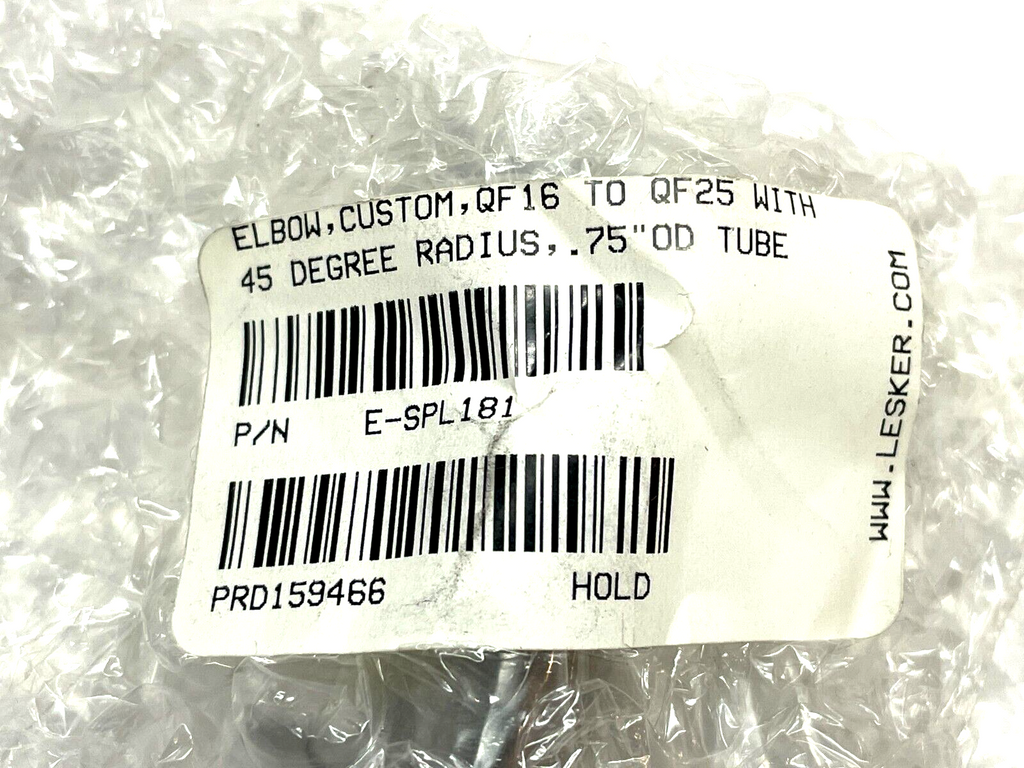 ELBOW,CUSTOM,QF16 TO QF25 WITH
45 DEGREE RADIUS,.75"OD TUBE
P/N E-SPL181
PRD159466 HOLD
WWW.LESKER.COM